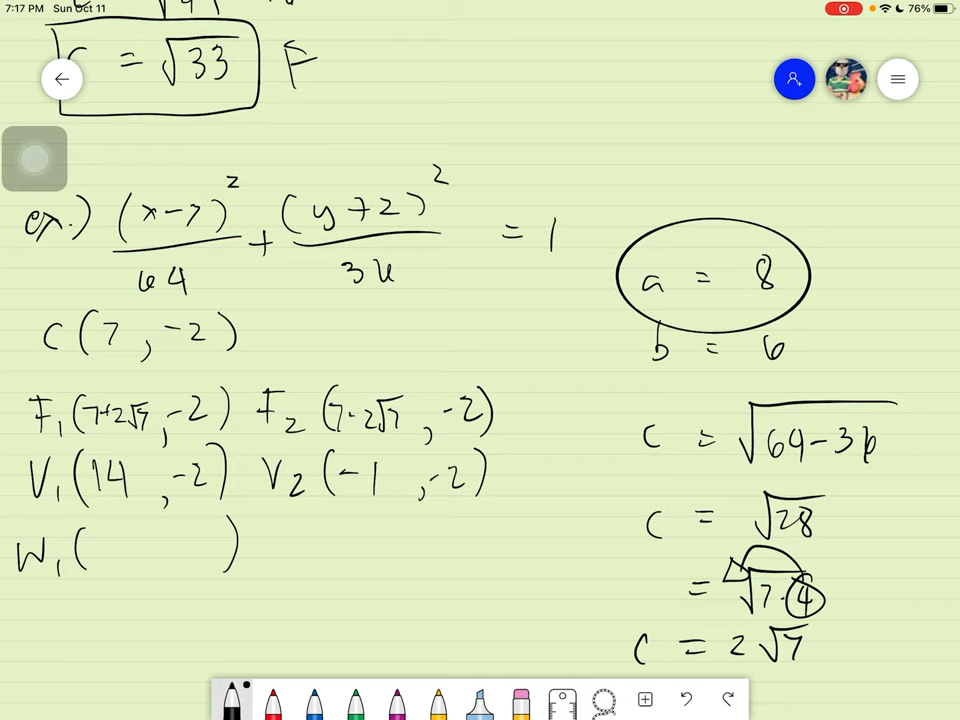 7:17 PM Sun Oct 11 76%
= √33 F
ex.) (x-7)²/64 + (y+2)²/36 = 1
C (7, -2)
F₁ (7+2√7, -2) F₂ (7-2√7, -2)
V₁ (14, -2) V₂ (-1, -2)
W₁ ( )
a = 8
b = 6
c = √64-36
c = √28
= √7·4
c = 2√7